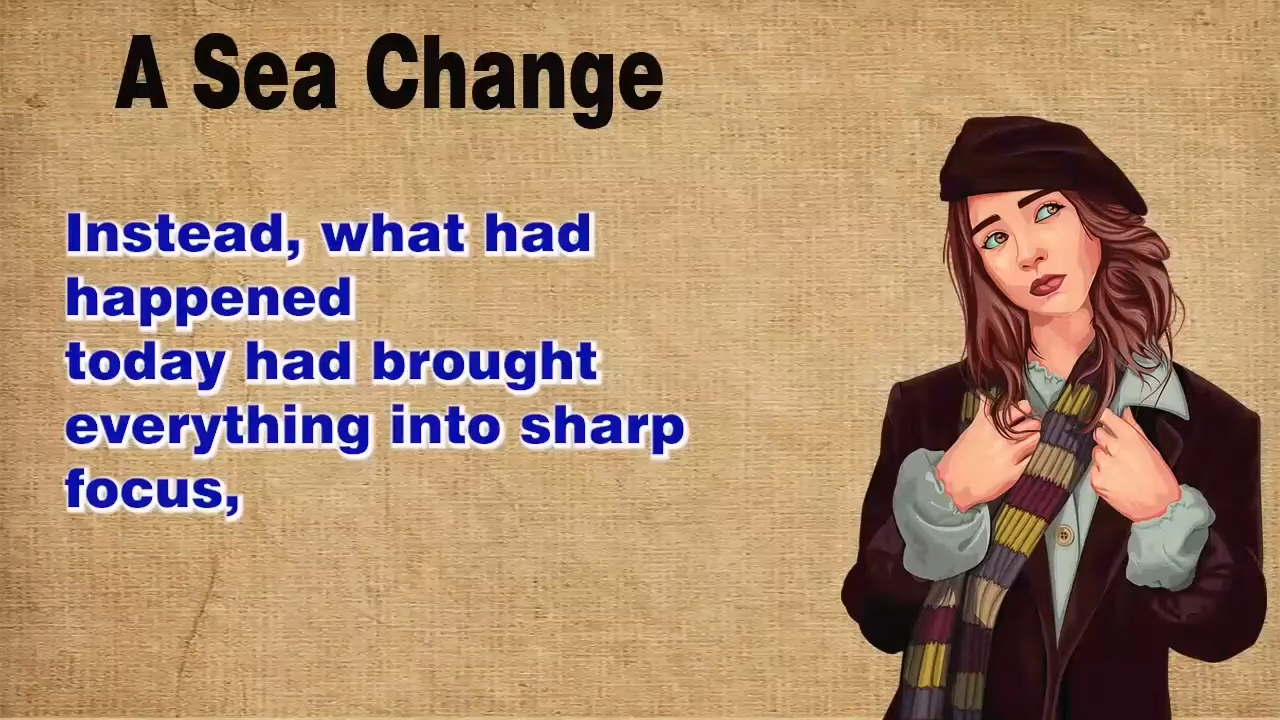 A Sea Change
Instead, what had
happened
today had brought
everything into sharp
focus,